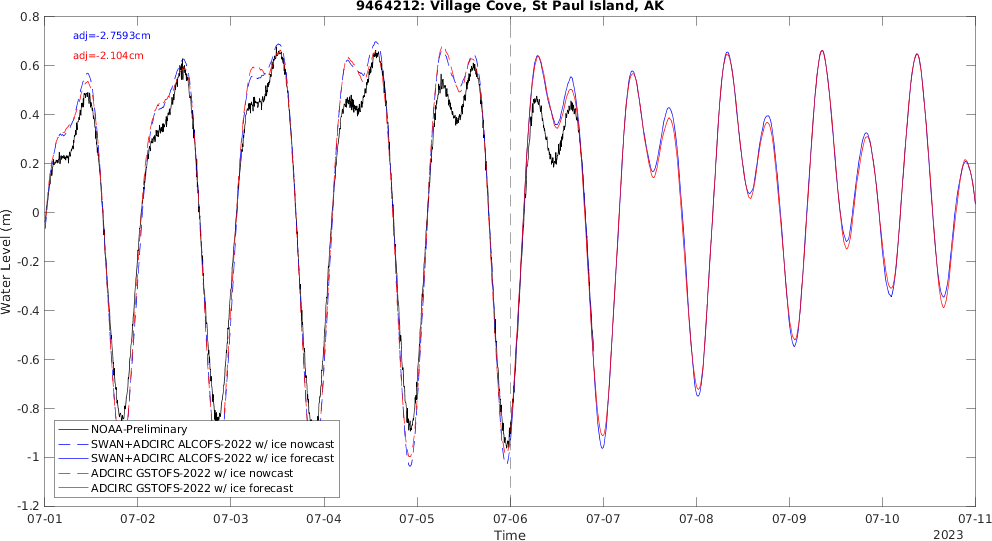 9464212: Village Cove, St Paul Island, AK
0.8
adj=-2.7593cm
adj=-2.104cm
0.6
0.4
0.2
0
-0.2
-0.4
-0.6
-0.8
-1
-1.2
Water Level (m)
NOAA-Preliminary
SWAN+ADCIRC ALCOFS-2022 w/ ice nowcast
SWAN+ADCIRC ALCOFS-2022 w/ ice forecast
ADCIRC GSTOFS-2022 w/ ice nowcast
ADCIRC GSTOFS-2022 w/ ice forecast
07-01 07-02 07-03 07-04 07-05 07-06 07-07 07-08 07-09 07-10 07-11
Time
2023